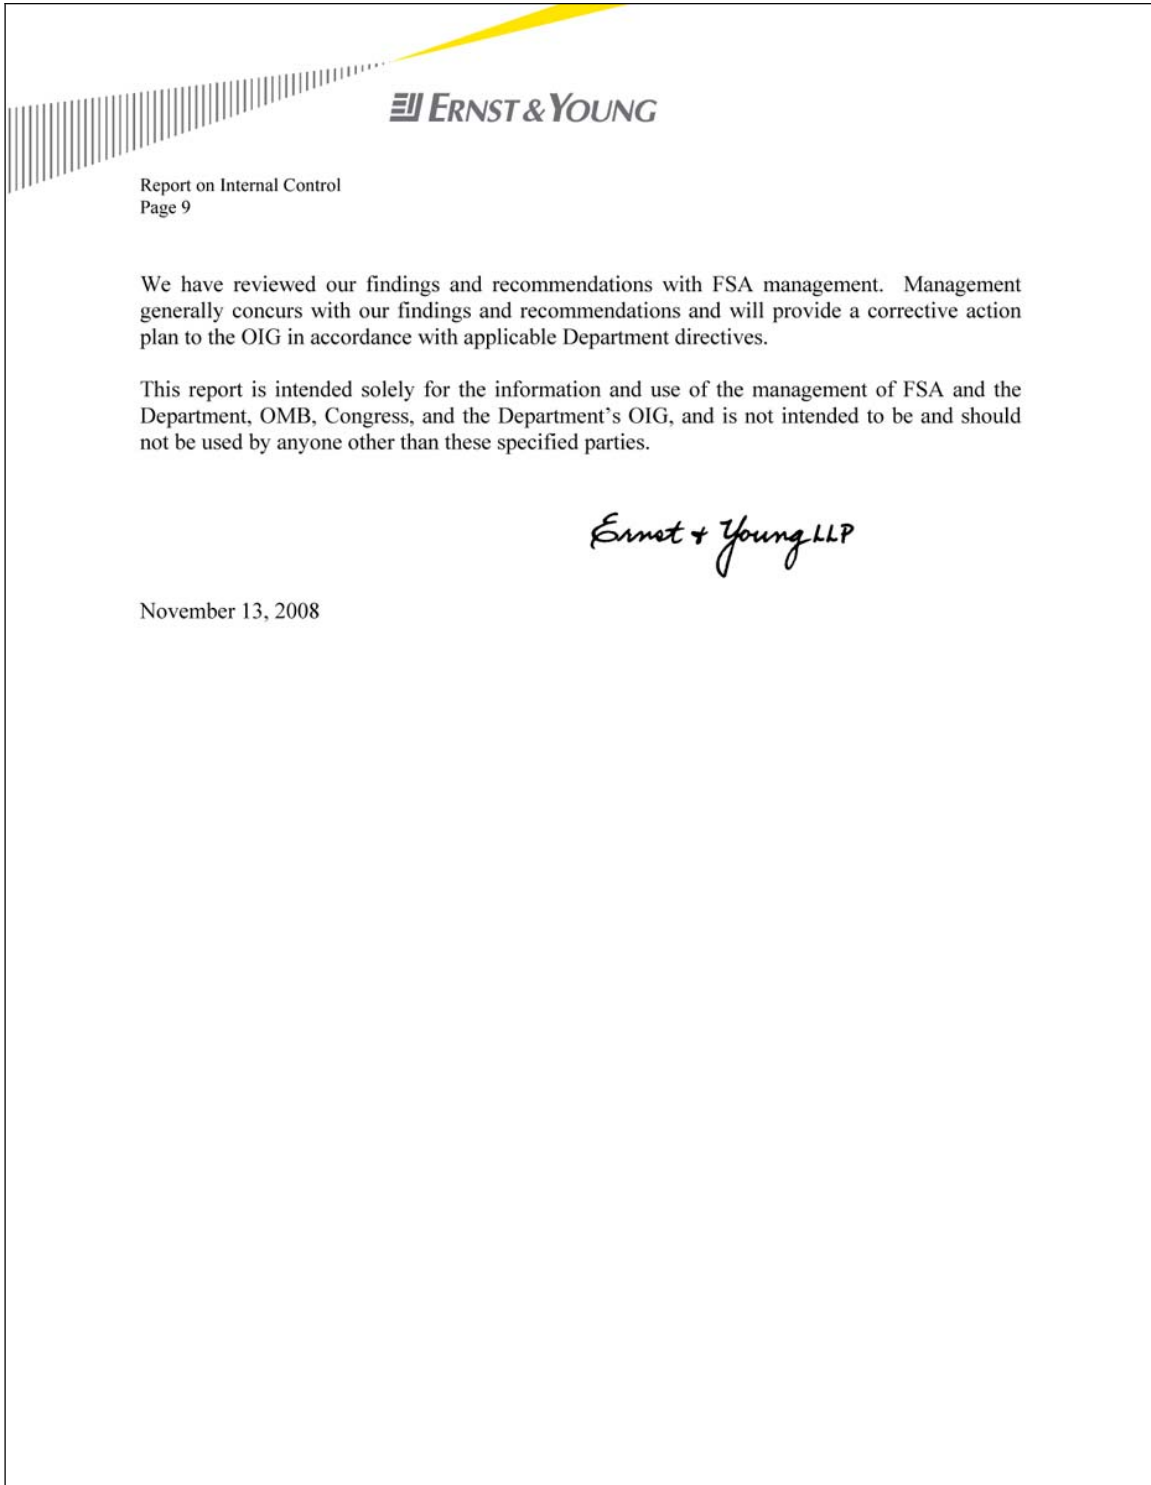 ERNST & YOUNG
Report on Internal Control
Page 9
We have reviewed our findings and recommendations with FSA management. Management
generally concurs with our findings and recommendations and will provide a corrective action
plan to the OIG in accordance with applicable Department directives.
This report is intended solely for the information and use of the management of FSA and the
Department, OMB, Congress, and the Department’s OIG, and is not intended to be and should
not be used by anyone other than these specified parties.
Ernst + Young LLP
November 13, 2008